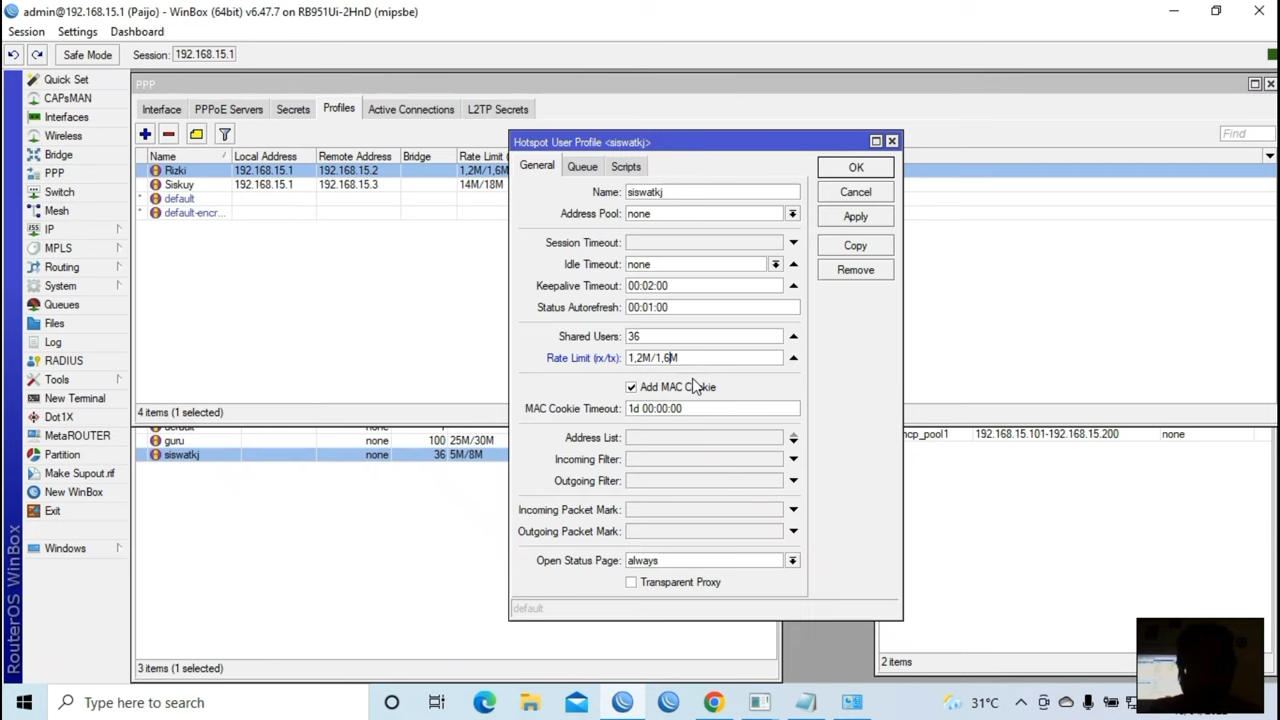 admin@192.168.15.1 (Paijo) - WinBox (64bit) v6.47.7 on RB951Ui-2HnD (mipsbe)
Session Settings Dashboard
Safe Mode Session: 192.168.15.1
Quick Set
CAPsMAN
Interfaces
Wireless
Bridge
PPP
Switch
Mesh
IP
MPLS
Routing
System
Queues
Files
Log
RADIUS
Tools
New Terminal
Dot1X
MetaROUTER
Partition
Make Supout.rif
New WinBox
Exit
Windows
RouterOS WinBox
PPP
Interface PPPoE Servers Secrets Profiles Active Connections L2TP Secrets
Find
Name Local Address Remote Address Bridge Rate Limit (
Rizki 192.168.15.1 192.168.15.2 1,2M/1,6M
Siskuy 192.168.15.1 192.168.15.3 14M/18M
* default
* default-encr...
4 items (1 selected)
default
guru none 100 25M/30M
siswatkj none 36 5M/8M
3 items (1 selected)
Hotspot User Profile <siswatkj>
General Queue Scripts
Name: siswatkj
Address Pool: none
Session Timeout:
Idle Timeout: none
Keepalive Timeout: 00:02:00
Status Autorefresh: 00:01:00
Shared Users: 36
Rate Limit (rx/tx): 1,2M/1,6M
Add MAC Cookie
MAC Cookie Timeout: 1d 00:00:00
Address List:
Incoming Filter:
Outgoing Filter:
Incoming Packet Mark:
Outgoing Packet Mark:
Open Status Page: always
Transparent Proxy
default
OK
Cancel
Apply
Copy
Remove
hcp_pool1 192.168.15.101-192.168.15.200 none
2 items
Type here to search
31°C